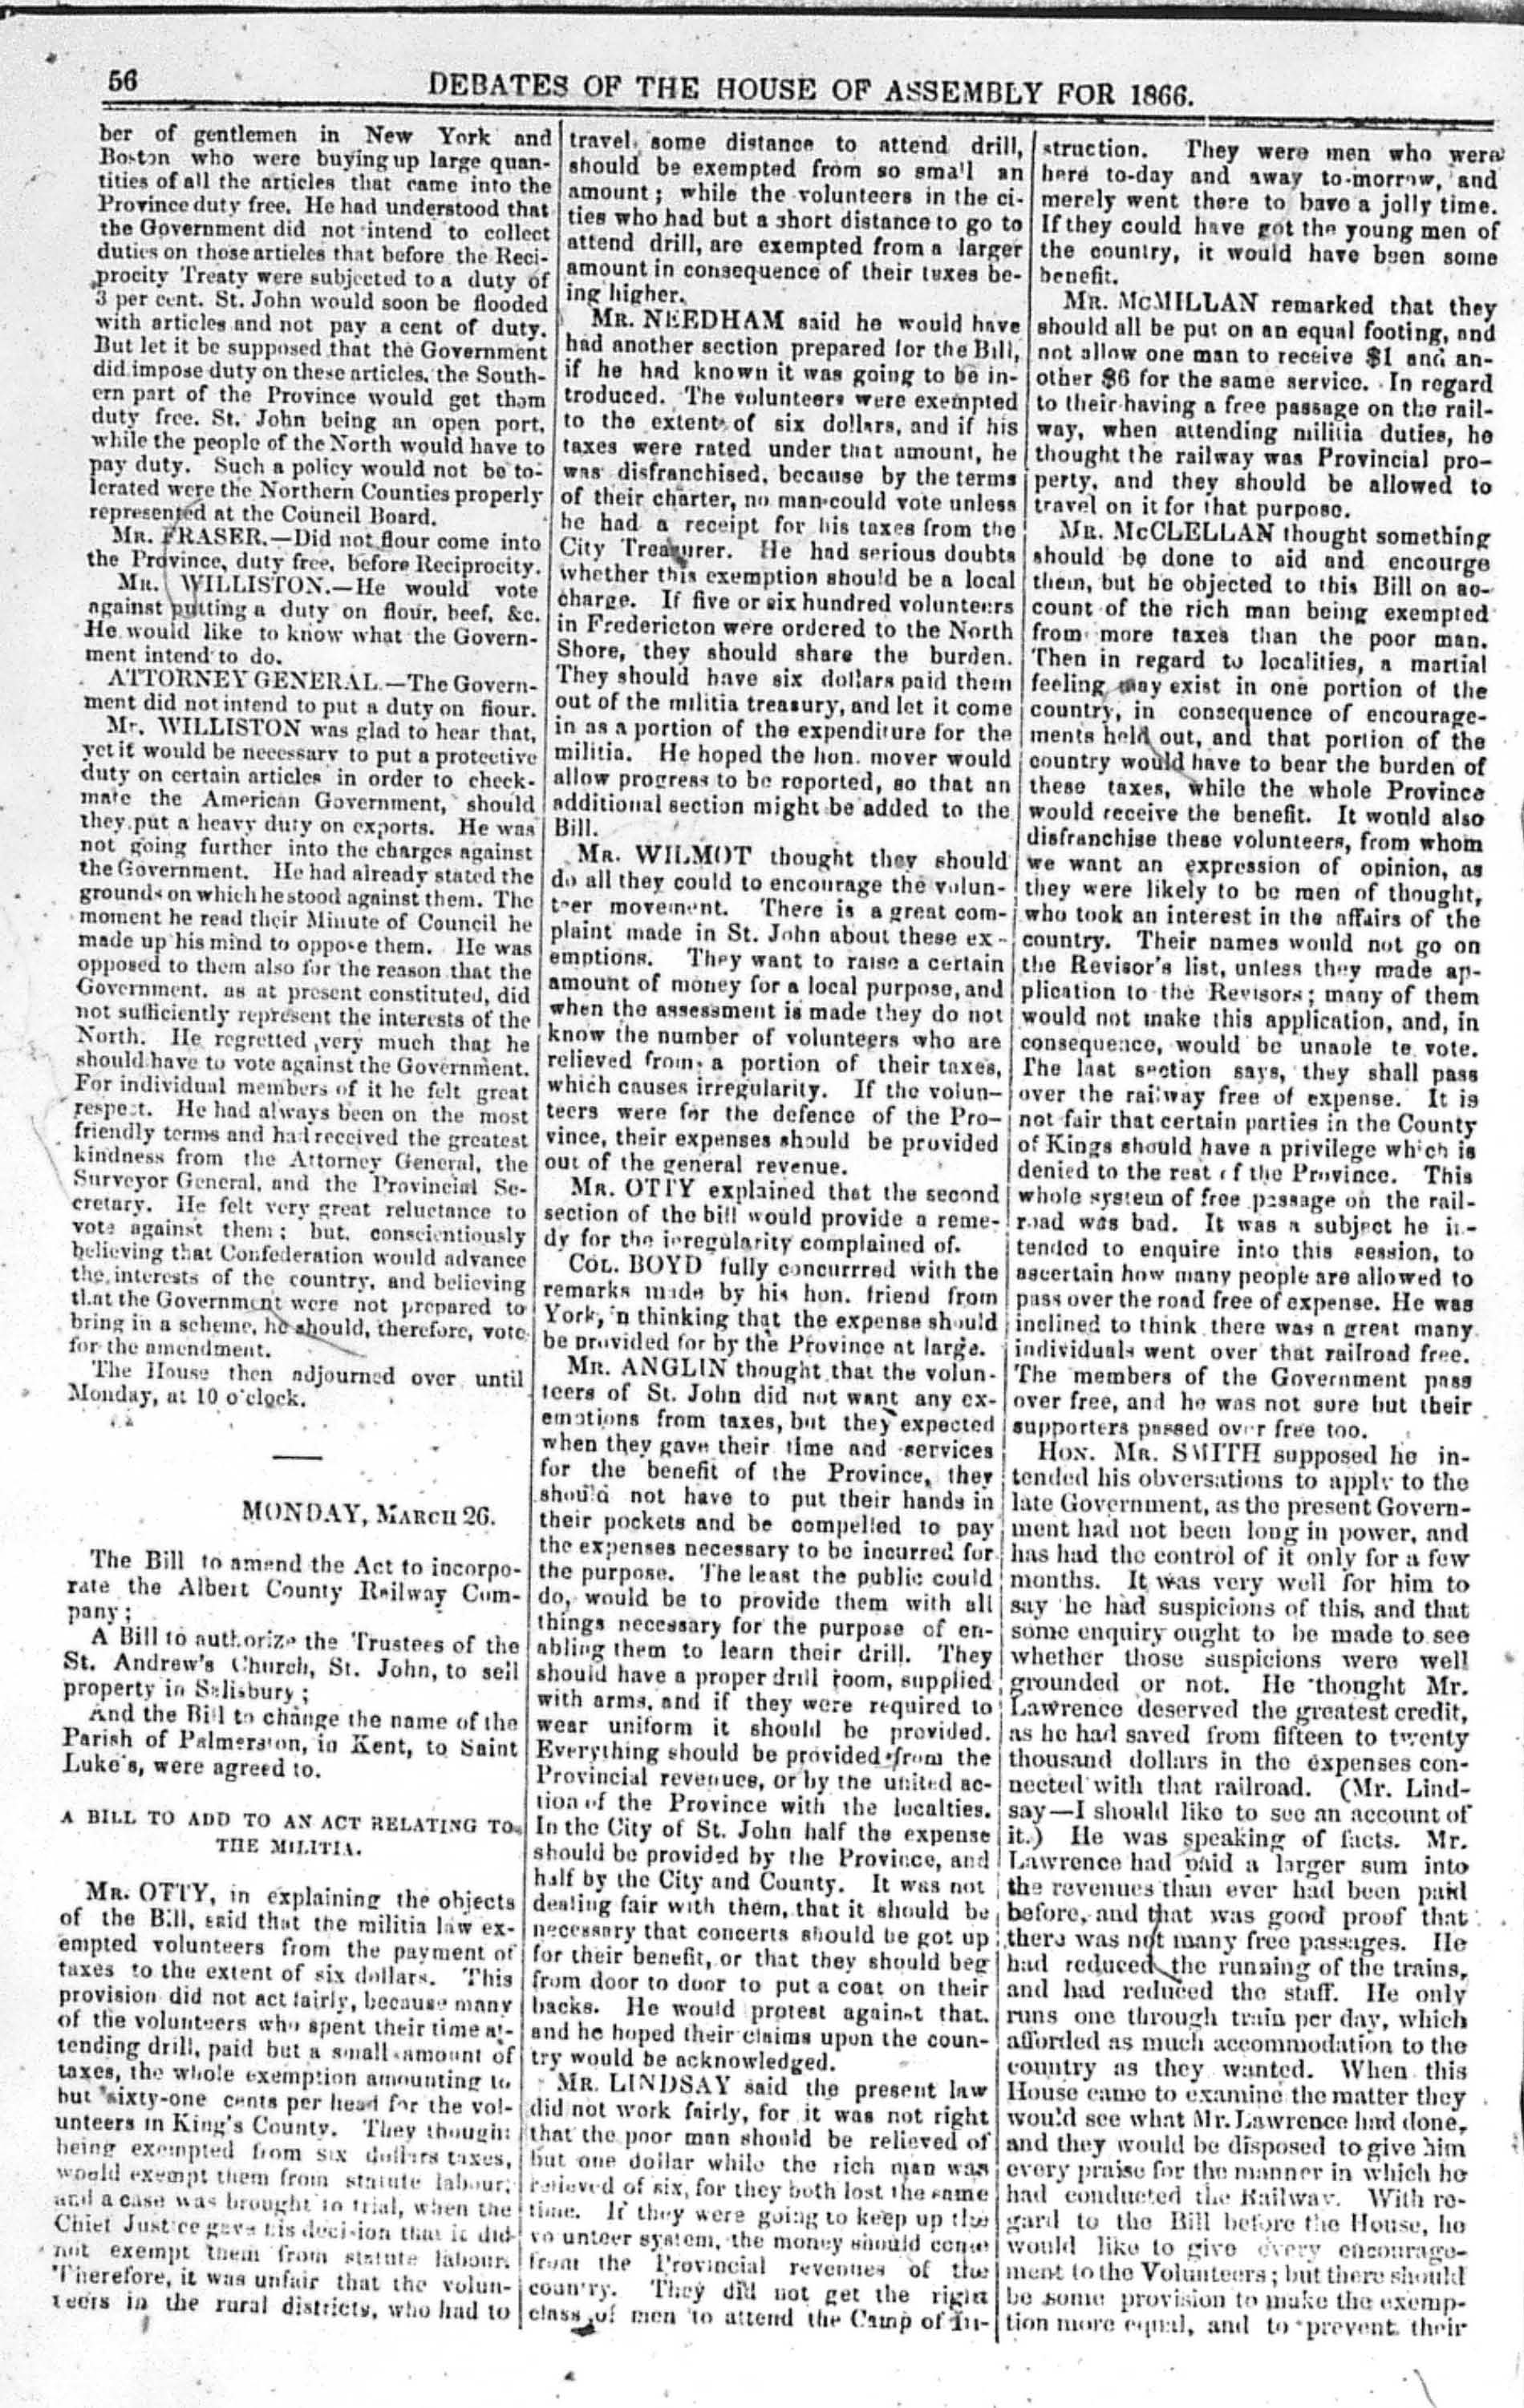 56
DEBATES OF THE HOUSE OF ASSEMBLY FOR 1866.
ber of gentlemen in New York and
Boston who were buying up large quan-
tities of all the articles that came into the
Province duty free. He had understood that
the Government did not intend to collect
duties on those articles that before the Reci-
procity Treaty were subjected to a duty of
3 per cent. St. John would soon be flooded
with articles and not pay a cent of duty.
But let it be supposed that the Government
did impose duty on these articles, the South-
ern part of the Province would get them
duty free. St. John being an open port,
while the people of the North would have to
pay duty. Such a policy would not be to-
lerated were the Northern Counties properly
represented at the Council Board.
MR. FRASER.—Did not flour come into
the Province, duty free, before Reciprocity.
MR. WILLISTON.—He would vote
against putting a duty on flour, beef, &c.
He would like to know what the Govern-
ment intend to do.
ATTORNEY GENERAL.—The Govern-
ment did not intend to put a duty on flour.
Mr. WILLISTON was glad to hear that,
yet it would be necessary to put a protective
duty on certain articles in order to check-
mate the American Government, should
they put a heavy duty on exports. He was
not going further into the charges against
the Government. He had already stated the
grounds on which he stood against them. The
moment he read their Minute of Council he
made up his mind to oppose them. He was
opposed to them also for the reason that the
Government, as at present constituted, did
not sufficiently represent the interests of the
North. He regretted very much that he
should have to vote against the Government.
For individual members of it he felt great
respect. He had always been on the most
friendly terms and had received the greatest
kindness from the Attorney General, the
Surveyor General, and the Provincial Se-
cretary. He felt very great reluctance to
vote against them; but, conscientiously
believing that Confederation would advance
the interests of the country, and believing
that the Government were not prepared to
bring in a scheme, he should, therefore, vote
for the amendment.
The House then adjourned over until
Monday, at 10 o'clock.
MONDAY, MARCH 26.
The Bill to amend the Act to incorpo-
rate the Albert County Railway Com-
pany;
A Bill to authorize the Trustees of the
St. Andrew's Church, St. John, to sell
property in Salisbury;
And the Bill to change the name of the
Parish of Palmerston, in Kent, to Saint
Luke's, were agreed to.
A BILL TO ADD TO AN ACT RELATING TO
THE MILITIA.
MR. OTTY, in explaining the objects
of the Bill, said that the militia law ex-
empted volunteers from the payment of
taxes to the extent of six dollars. This
provision did not act fairly, because many
of the volunteers who spent their time at-
tending drill, paid but a small amount of
taxes, the whole exemption amounting to
but sixty-one cents per head for the vol-
unteers in King's County. They thought
being exempted from six dollars taxes,
would exempt them from statute labour,
and a case was brought to trial, when the
Chief Justice gave his decision that it did
not exempt them from statute labour.
Therefore, it was unfair that the volun-
teers in the rural districts, who had to
travel some distance to attend drill,
should be exempted from so small an
amount; while the volunteers in the ci-
ties who had but a short distance to go to
attend drill, are exempted from a larger
amount in consequence of their taxes be-
ing higher.
MR. NEEDHAM said he would have
had another section prepared for the Bill,
if he had known it was going to be in-
troduced. The volunteers were exempted
to the extent of six dollars, and if his
taxes were rated under that amount, he
was disfranchised, because by the terms
of their charter, no man could vote unless
he had a receipt for his taxes from the
City Treasurer. He had serious doubts
whether this exemption should be a local
charge. If five or six hundred volunteers
in Fredericton were ordered to the North
Shore, they should share the burden.
They should have six dollars paid them
out of the militia treasury, and let it come
in as a portion of the expenditure for the
militia. He hoped the hon. mover would
allow progress to be reported, so that an
additional section might be added to the
Bill.
MR. WILMOT thought they should
do all they could to encourage the volun-
teer movement. There is a great com-
plaint made in St. John about these ex-
emptions. They want to raise a certain
amount of money for a local purpose, and
when the assessment is made they do not
know the number of volunteers who are
relieved from a portion of their taxes,
which causes irregularity. If the volun-
teers were for the defence of the Pro-
vince, their expenses should be provided
out of the general revenue.
MR. OTTY explained that the second
section of the bill would provide a reme-
dy for the irregularity complained of.
COL. BOYD fully concurrred with the
remarks made by his hon. friend from
York, in thinking that the expense should
be provided for by the Province at large.
MR. ANGLIN thought that the volun-
teers of St. John did not want any ex-
emptions from taxes, but they expected
when they gave their time and services
for the benefit of the Province, they
should not have to put their hands in
their pockets and be compelled to pay
the expenses necessary to be incurred for
the purpose. The least the public could
do, would be to provide them with all
things necessary for the purpose of en-
abling them to learn their drill. They
should have a proper drill room, supplied
with arms, and if they were required to
wear uniform it should be provided.
Everything should be provided from the
Provincial revenues, or by the united ac-
tion of the Province with the localties.
In the City of St. John half the expense
should be provided by the Province, and
half by the City and County. It was not
dealing fair with them, that it should be
necessary that concerts should be got up
for their benefit, or that they should beg
from door to door to put a coat on their
backs. He would protest against that,
and he hoped their claims upon the coun-
try would be acknowledged.
MR. LINDSAY said the present law
did not work fairly, for it was not right
that the poor man should be relieved of
but one dollar while the rich man was
relieved of six, for they both lost the same
time. If they were going to keep up the
volunteer system, the money should come
from the Provincial revenues of the
country. They did not get the right
class of men to attend the Camp of In-
struction. They were men who were
here to-day and away to-morrow, and
merely went there to have a jolly time.
If they could have got the young men of
the country, it would have been some
benefit.
MR. McMILLAN remarked that they
should all be put on an equal footing, and
not allow one man to receive $1 and an-
other $6 for the same service. In regard
to their having a free passage on the rail-
way, when attending militia duties, he
thought the railway was Provincial pro-
perty, and they should be allowed to
travel on it for that purpose.
MR. McCLELLAN thought something
should be done to aid and encourge
them, but he objected to this Bill on ac-
count of the rich man being exempted
from more taxes than the poor man.
Then in regard to localities, a martial
feeling may exist in one portion of the
country, in consequence of encourage-
ments held out, and that portion of the
country would have to bear the burden of
these taxes, while the whole Province
would receive the benefit. It would also
disfranchise these volunteers, from whom
we want an expression of opinion, as
they were likely to be men of thought,
who took an interest in the affairs of the
country. Their names would not go on
the Revisor's list, unless they made ap-
plication to the Revisors; many of them
would not make this application, and, in
consequence, would be unable te vote.
The last section says, they shall pass
over the railway free of expense. It is
not fair that certain parties in the County
of Kings should have a privilege which is
denied to the rest of the Province. This
whole system of free passage on the rail-
road was bad. It was a subject he in-
tended to enquire into this session, to
ascertain how many people are allowed to
pass over the road free of expense. He was
inclined to think there was a great many
individuals went over that railroad free.
The members of the Government pass
over free, and he was not sure but their
supporters passed over free too.
HON. MR. SMITH supposed he in-
tended his obversations to apply to the
late Government, as the present Govern-
ment had not been long in power, and
has had the control of it only for a few
months. It was very well for him to
say he had suspicions of this, and that
some enquiry ought to be made to see
whether those suspicions were well
grounded or not. He thought Mr.
Lawrence deserved the greatest credit,
as he had saved from fifteen to twenty
thousand dollars in the expenses con-
nected with that railroad. (Mr. Lind-
say—I should like to see an account of
it.) He was speaking of facts. Mr.
Lawrence had paid a larger sum into
the revenues than ever had been paid
before, and that was good proof that
there was not many free passages. He
had reduced the running of the trains,
and had reduced the staff. He only
runs one through train per day, which
afforded as much accommodation to the
country as they wanted. When this
House came to examine the matter they
would see what Mr. Lawrence had done,
and they would be disposed to give him
every praise for the manner in which he
had conducted the Railway. With re-
gard to the Bill before the House, he
would like to give every encourage-
ment to the Volunteers; but there should
be some provision to make the exemp-
tion more equal, and to prevent their